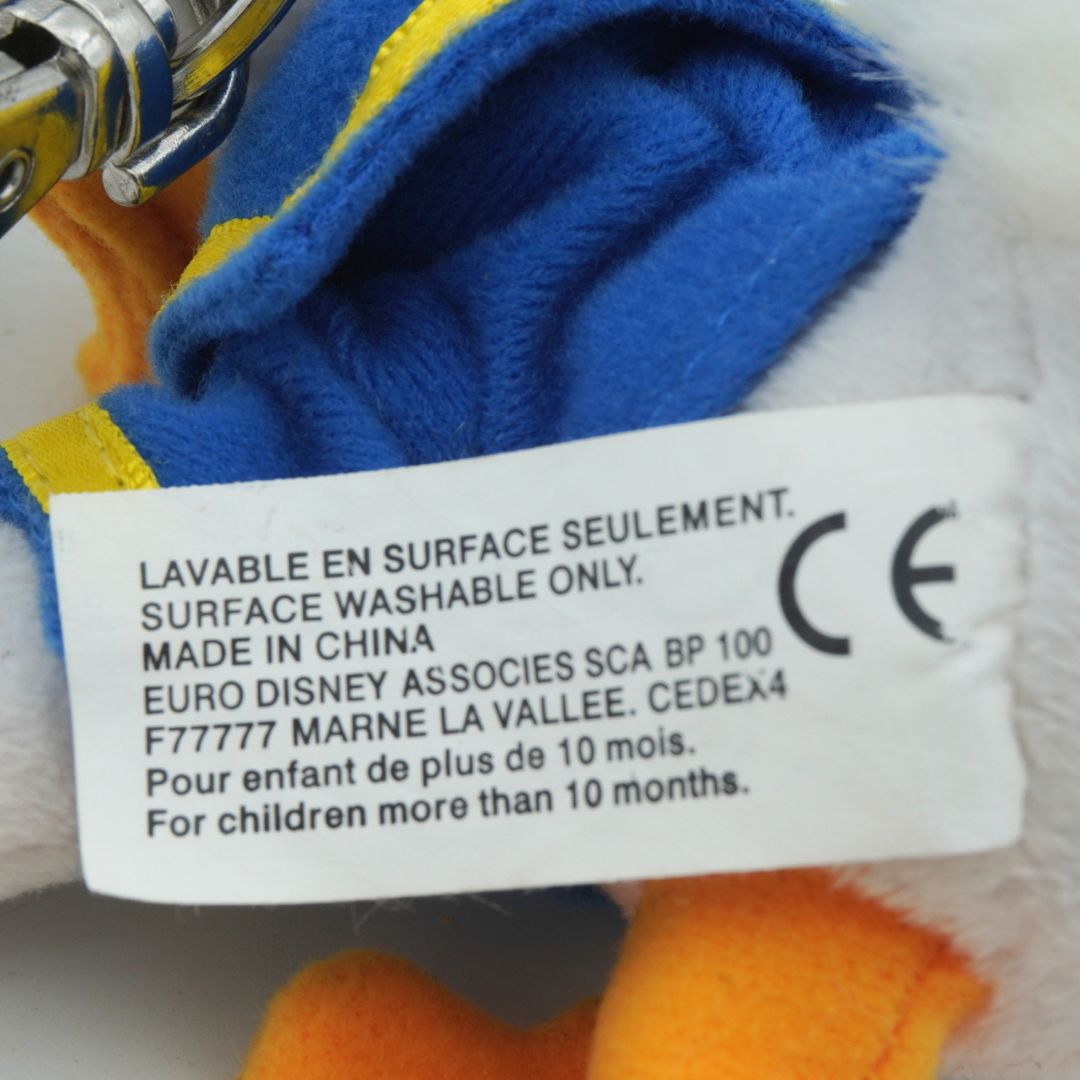 LAVABLE EN SURFACE SEULEMENT.
SURFACE WASHABLE ONLY.
MADE IN CHINA
EURO DISNEY ASSOCIES SCA BP 100
F77777 MARNE LA VALLEE. CEDEX4
Pour enfant de plus de 10 mois.
For children more than 10 months.
CE